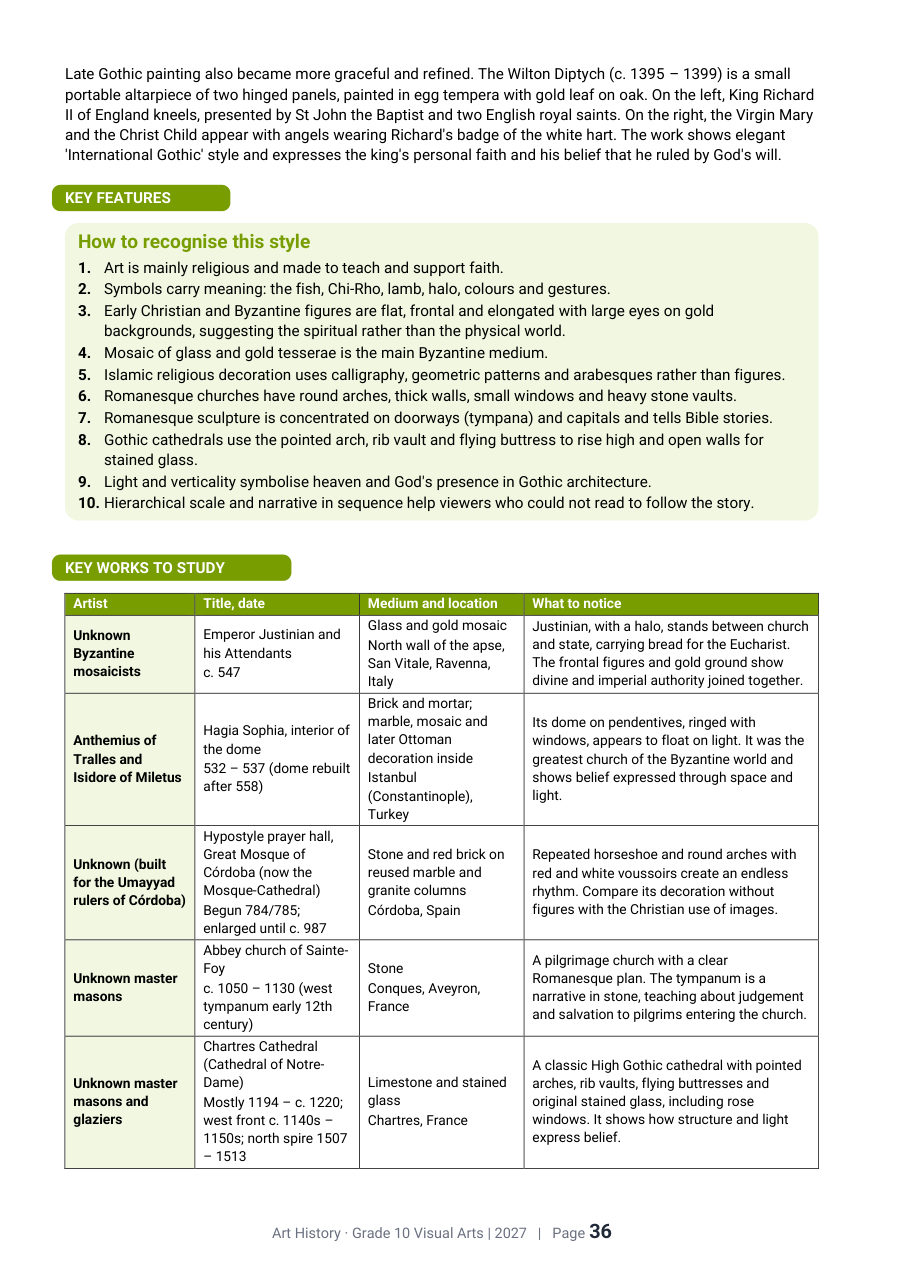 Late Gothic painting also became more graceful and refined. The Wilton Diptych (c. 1395 – 1399) is a small
portable altarpiece of two hinged panels, painted in egg tempera with gold leaf on oak. On the left, King Richard
II of England kneels, presented by St John the Baptist and two English royal saints. On the right, the Virgin Mary
and the Christ Child appear with angels wearing Richard's badge of the white hart. The work shows elegant
'International Gothic' style and expresses the king's personal faith and his belief that he ruled by God's will.
KEY FEATURES
How to recognise this style
1. Art is mainly religious and made to teach and support faith.
2. Symbols carry meaning: the fish, Chi-Rho, lamb, halo, colours and gestures.
3. Early Christian and Byzantine figures are flat, frontal and elongated with large eyes on gold
backgrounds, suggesting the spiritual rather than the physical world.
4. Mosaic of glass and gold tesserae is the main Byzantine medium.
5. Islamic religious decoration uses calligraphy, geometric patterns and arabesques rather than figures.
6. Romanesque churches have round arches, thick walls, small windows and heavy stone vaults.
7. Romanesque sculpture is concentrated on doorways (tympana) and capitals and tells Bible stories.
8. Gothic cathedrals use the pointed arch, rib vault and flying buttress to rise high and open walls for
stained glass.
9. Light and verticality symbolise heaven and God's presence in Gothic architecture.
10. Hierarchical scale and narrative in sequence help viewers who could not read to follow the story.
KEY WORKS TO STUDY
Artist
Title, date
Medium and location
What to notice
Unknown
Byzantine
mosaicists
Emperor Justinian and
his Attendants
c. 547
Glass and gold mosaic
North wall of the apse,
San Vitale, Ravenna,
Italy
Justinian, with a halo, stands between church
and state, carrying bread for the Eucharist.
The frontal figures and gold ground show
divine and imperial authority joined together.
Anthemius of
Tralles and
Isidore of Miletus
Hagia Sophia, interior of
the dome
532 – 537 (dome rebuilt
after 558)
Brick and mortar;
marble, mosaic and
later Ottoman
decoration inside
Istanbul
(Constantinople),
Turkey
Its dome on pendentives, ringed with
windows, appears to float on light. It was the
greatest church of the Byzantine world and
shows belief expressed through space and
light.
Unknown (built
for the Umayyad
rulers of Córdoba)
Hypostyle prayer hall,
Great Mosque of
Córdoba (now the
Mosque-Cathedral)
Begun 784/785;
enlarged until c. 987
Stone and red brick on
reused marble and
granite columns
Córdoba, Spain
Repeated horseshoe and round arches with
red and white voussoirs create an endless
rhythm. Compare its decoration without
figures with the Christian use of images.
Unknown master
masons
Abbey church of Sainte-
Foy
c. 1050 – 1130 (west
tympanum early 12th
century)
Stone
Conques, Aveyron,
France
A pilgrimage church with a clear
Romanesque plan. The tympanum is a
narrative in stone, teaching about judgement
and salvation to pilgrims entering the church.
Unknown master
masons and
glaziers
Chartres Cathedral
(Cathedral of Notre-
Dame)
Mostly 1194 – c. 1220;
west front c. 1140s –
1150s; north spire 1507
– 1513
Limestone and stained
glass
Chartres, France
A classic High Gothic cathedral with pointed
arches, rib vaults, flying buttresses and
original stained glass, including rose
windows. It shows how structure and light
express belief.
Art History · Grade 10 Visual Arts | 2027 | Page 36